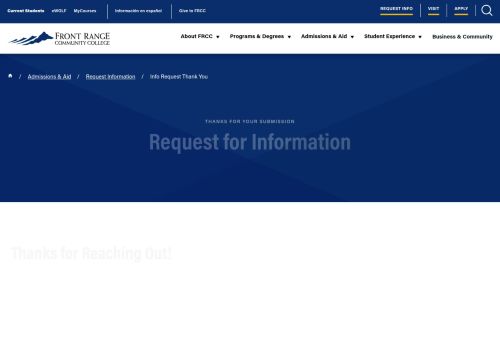 Current Students eWOLF MyCourses Información en español Give to FRCC REQUEST INFO VISIT APPLY
FRONT RANGE
COMMUNITY COLLEGE
About FRCC Programs & Degrees Admissions & Aid Student Experience Business & Community
/ Admissions & Aid / Request Information / Info Request Thank You
THANKS FOR YOUR SUBMISSION
Request for Information
Thanks for Reaching Out!